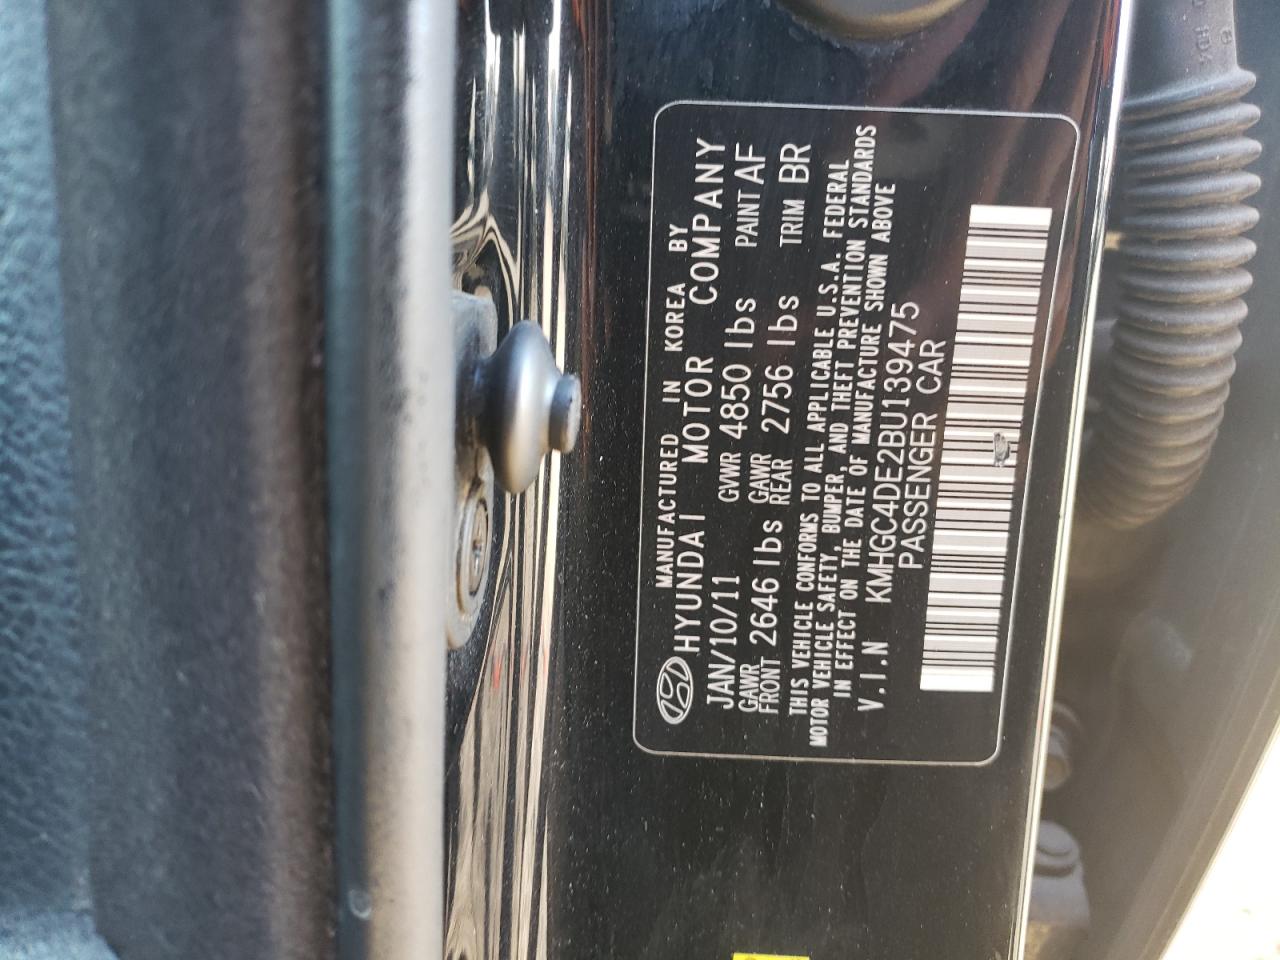 MANUFACTURED IN KOREA BY
HYUNDAI MOTOR COMPANY
JAN/10/11 GVWR 4850 lbs PAINT AF
GAWR FRONT 2646 lbs GAWR REAR 2756 lbs TRIM BR
THIS VEHICLE CONFORMS TO ALL APPLICABLE U.S.A. FEDERAL
MOTOR VEHICLE SAFETY, BUMPER, AND THEFT PREVENTION STANDARDS
IN EFFECT ON THE DATE OF MANUFACTURE SHOWN ABOVE
V.I.N KMHGC4DE2BU139475
PASSENGER CAR